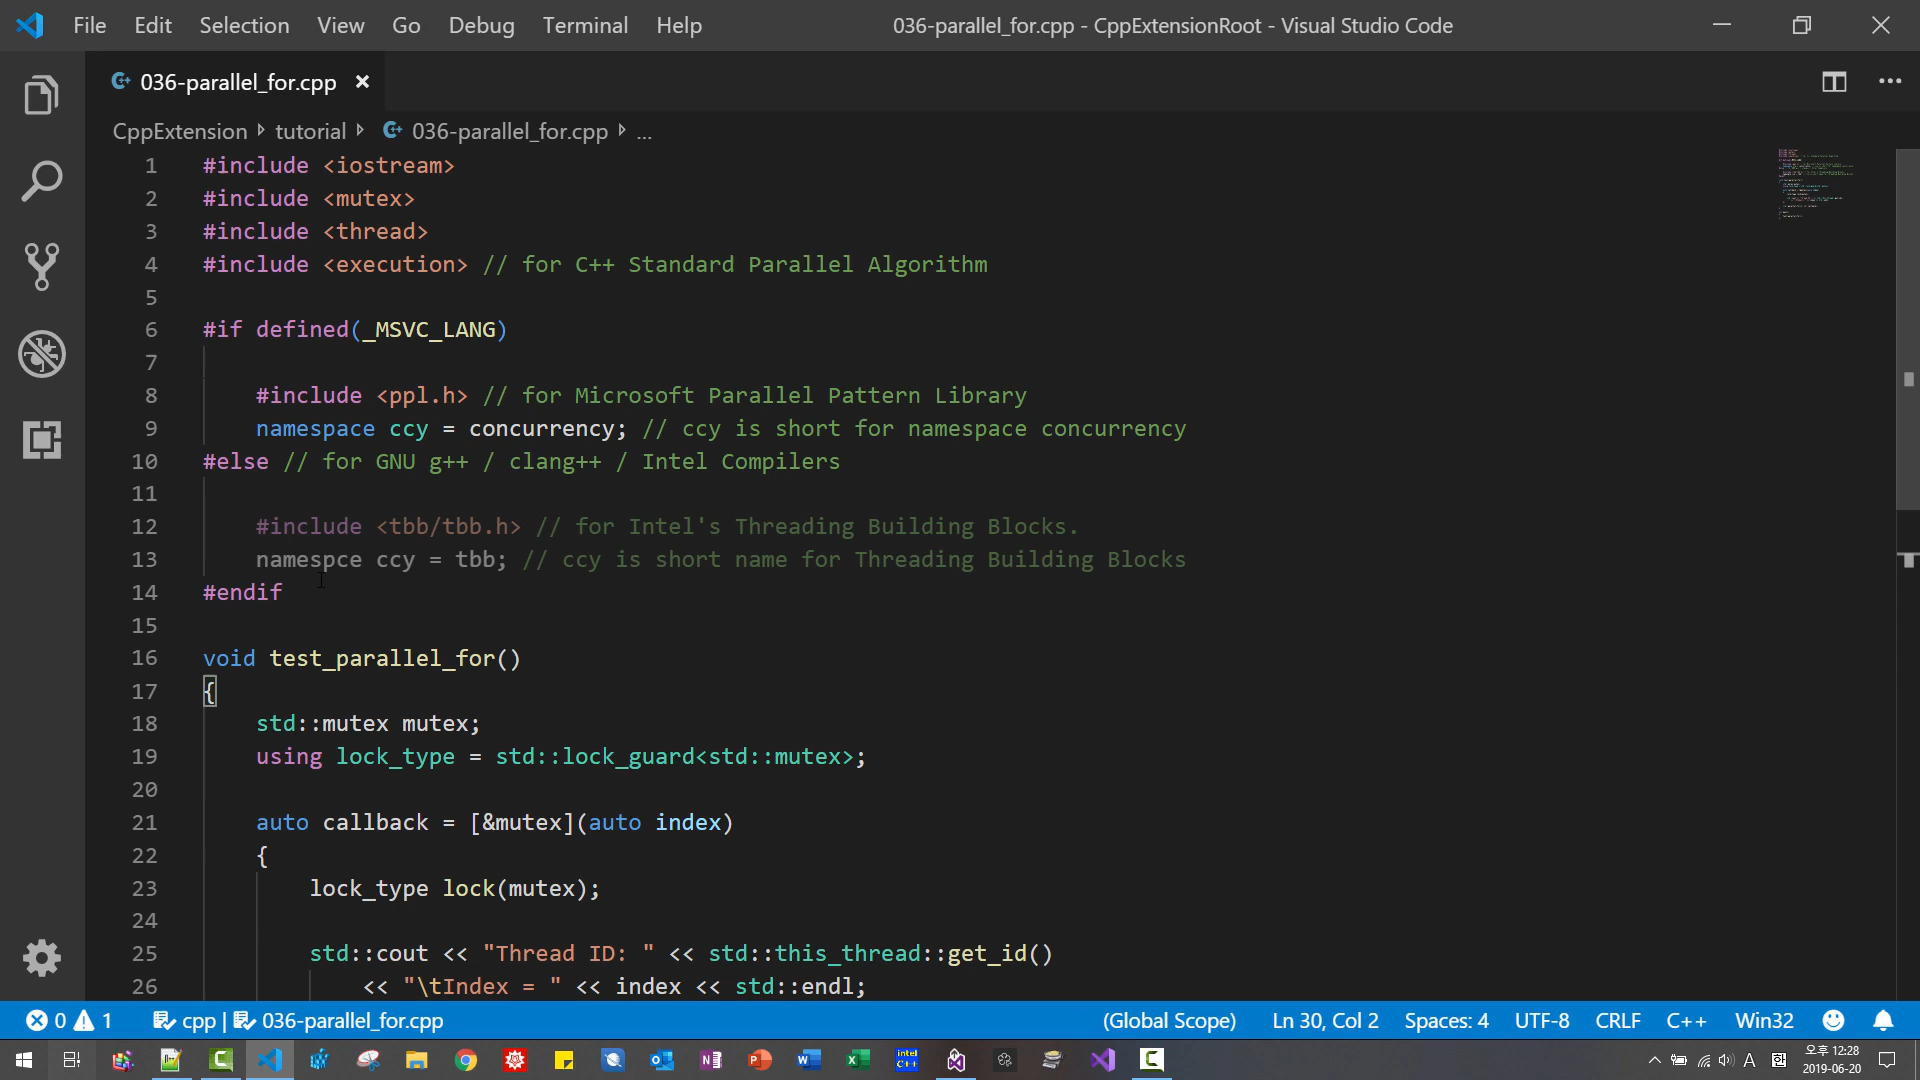 File Edit Selection View Go Debug Terminal Help 036-parallel_for.cpp - CppExtensionRoot - Visual Studio Code
036-parallel_for.cpp
CppExtension tutorial 036-parallel_for.cpp ...
1 #include <iostream>
2 #include <mutex>
3 #include <thread>
4 #include <execution> // for C++ Standard Parallel Algorithm
5
6 #if defined(_MSVC_LANG)
7
8 #include <ppl.h> // for Microsoft Parallel Pattern Library
9 namespace ccy = concurrency; // ccy is short for namespace concurrency
10 #else // for GNU g++ / clang++ / Intel Compilers
11
12 #include <tbb/tbb.h> // for Intel's Threading Building Blocks.
13 namespce ccy = tbb; // ccy is short name for Threading Building Blocks
14 #endif
15
16 void test_parallel_for()
17 {
18 std::mutex mutex;
19 using lock_type = std::lock_guard<std::mutex>;
20
21 auto callback = [&mutex](auto index)
22 {
23 lock_type lock(mutex);
24
25 std::cout << "Thread ID: " << std::this_thread::get_id()
26 << "\tIndex = " << index << std::endl;
0 1 cpp | 036-parallel_for.cpp (Global Scope) Ln 30, Col 2 Spaces: 4 UTF-8 CRLF C++ Win32
intel C++ A 오후 12:28
2019-06-20